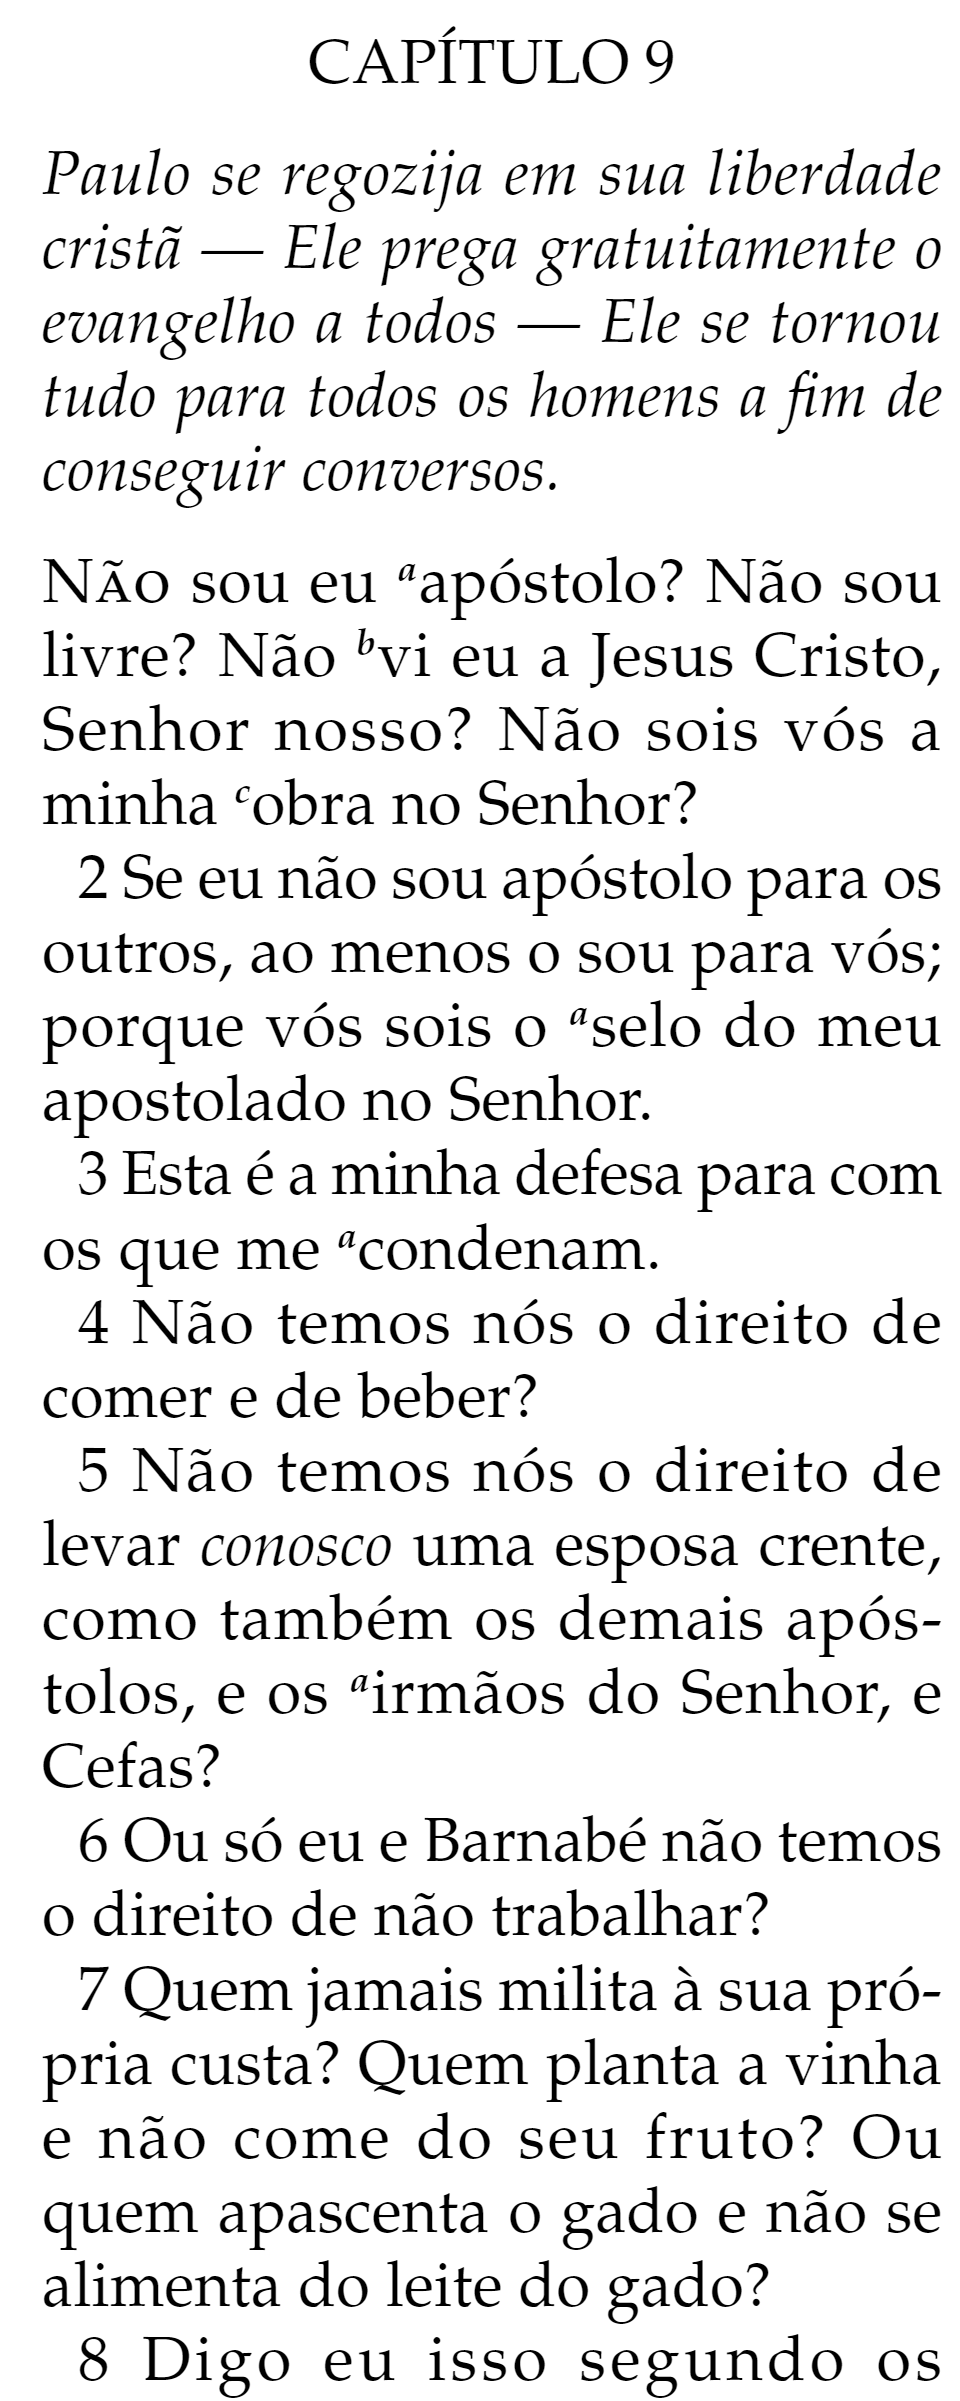 CAPÍTULO 9
Paulo se regozija em sua liberdade
cristã — Ele prega gratuitamente o
evangelho a todos — Ele se tornou
tudo para todos os homens a fim de
conseguir conversos.
NÃO sou eu ᵃapóstolo? Não sou
livre? Não ᵇvi eu a Jesus Cristo,
Senhor nosso? Não sois vós a
minha ᶜobra no Senhor?
2 Se eu não sou apóstolo para os
outros, ao menos o sou para vós;
porque vós sois o ᵃselo do meu
apostolado no Senhor.
3 Esta é a minha defesa para com
os que me ᵃcondenam.
4 Não temos nós o direito de
comer e de beber?
5 Não temos nós o direito de
levar conosco uma esposa crente,
como também os demais após-
tolos, e os ᵃirmãos do Senhor, e
Cefas?
6 Ou só eu e Barnabé não temos
o direito de não trabalhar?
7 Quem jamais milita à sua pró-
pria custa? Quem planta a vinha
e não come do seu fruto? Ou
quem apascenta o gado e não se
alimenta do leite do gado?
8 Digo eu isso segundo os